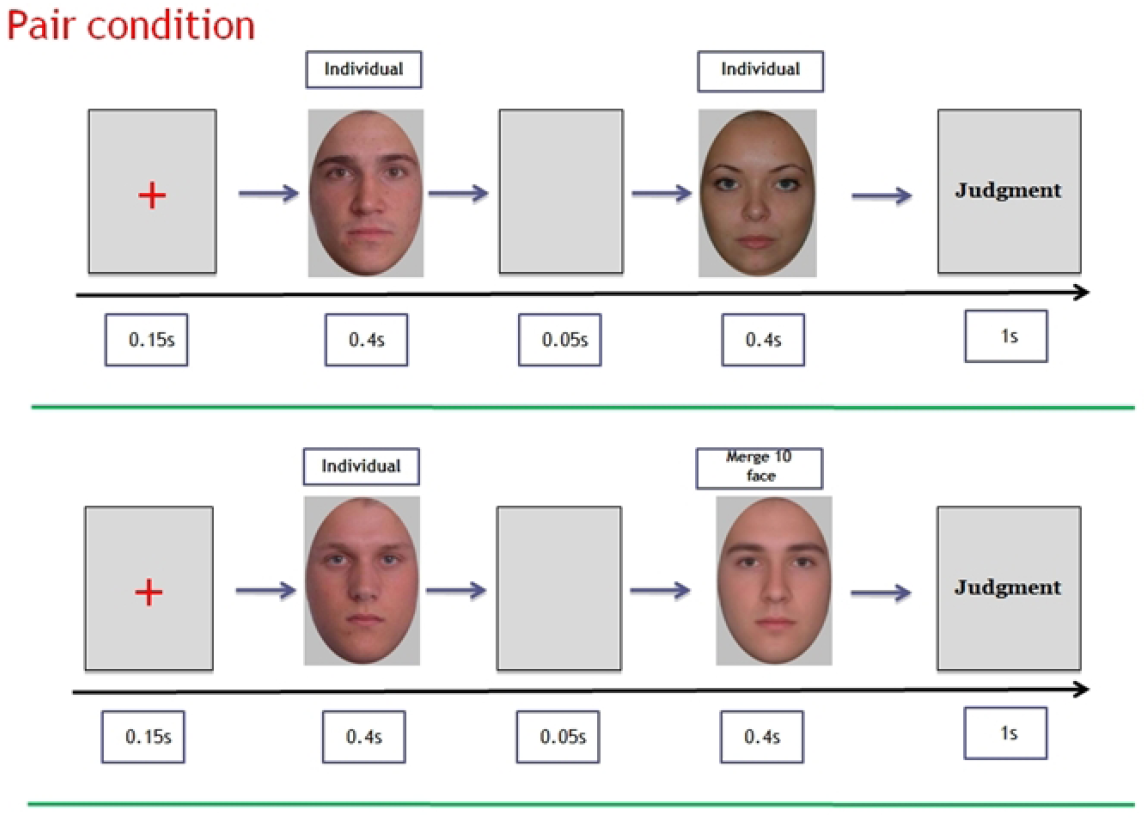 Pair condition
Individual
Individual
Judgment
0.15s
0.4s
0.05s
0.4s
1s
Individual
Merge 10
face
Judgment
0.15s
0.4s
0.05s
0.4s
1s